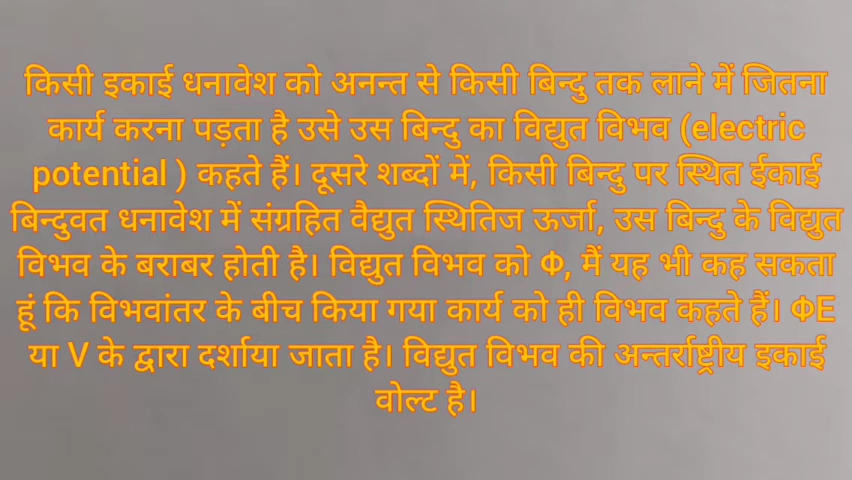 किसी इकाई धनावेश को अनन्त से किसी बिन्दु तक लाने में जितना
कार्य करना पड़ता है उसे उस बिन्दु का विद्युत विभव (electric
potential ) कहते हैं। दूसरे शब्दों में, किसी बिन्दु पर स्थित ईकाई
बिन्दुवत धनावेश में संग्रहित वैद्युत स्थितिज ऊर्जा, उस बिन्दु के विद्युत
विभव के बराबर होती है। विद्युत विभव को Φ, मैं यह भी कह सकता
हूं कि विभवांतर के बीच किया गया कार्य को ही विभव कहते हैं। ΦE
या V के द्वारा दर्शाया जाता है। विद्युत विभव की अन्तर्राष्ट्रीय इकाई
वोल्ट है।